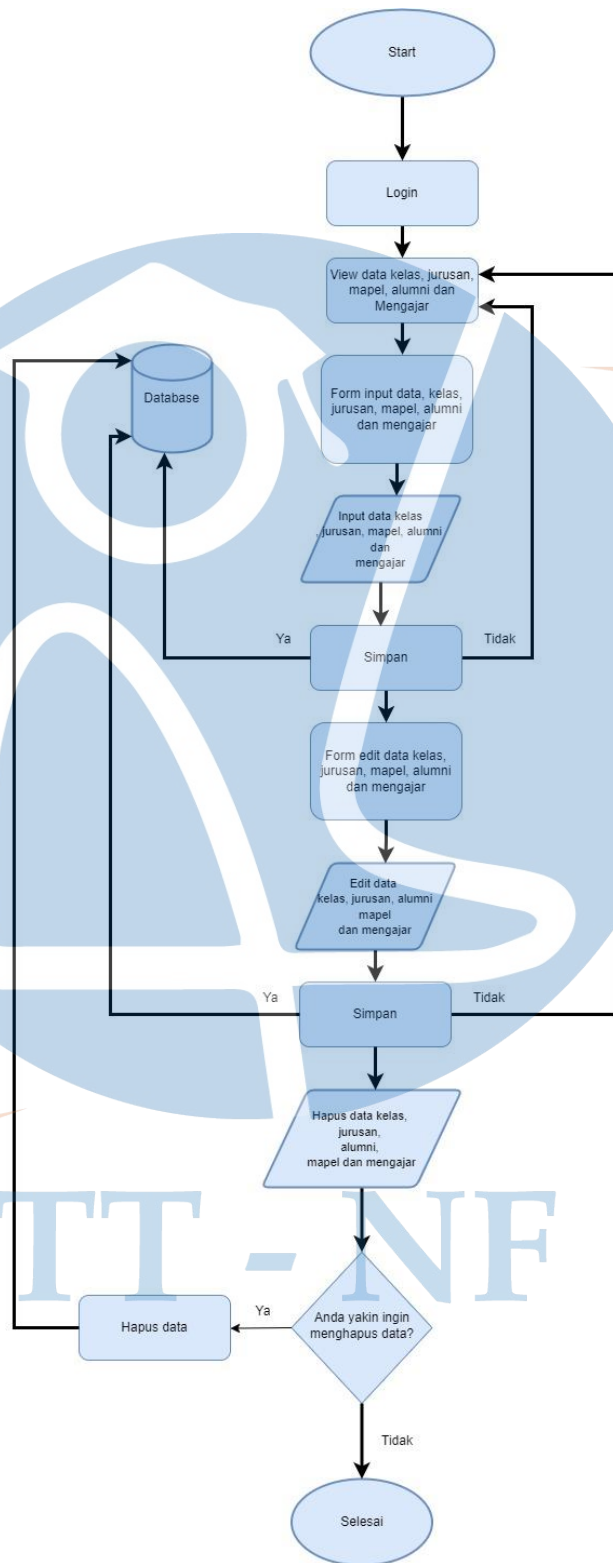 Start
Login
View data kelas, jurusan,
mapel, alumni dan
Mengajar
Database
Form input data, kelas,
jurusan, mapel, alumni
dan mengajar
Input data kelas
, jurusan, mapel, alumni
dan
mengajar
Ya
Simpan
Tidak
Form edit data kelas,
jurusan, mapel, alumni
dan mengajar
Edit data
kelas, jurusan, alumni
mapel
dan mengajar
Ya
Simpan
Tidak
Hapus data kelas,
jurusan,
alumni,
mapel dan mengajar
TT - NF
Hapus data
Ya
Anda yakin ingin
menghapus data?
Tidak
Selesai